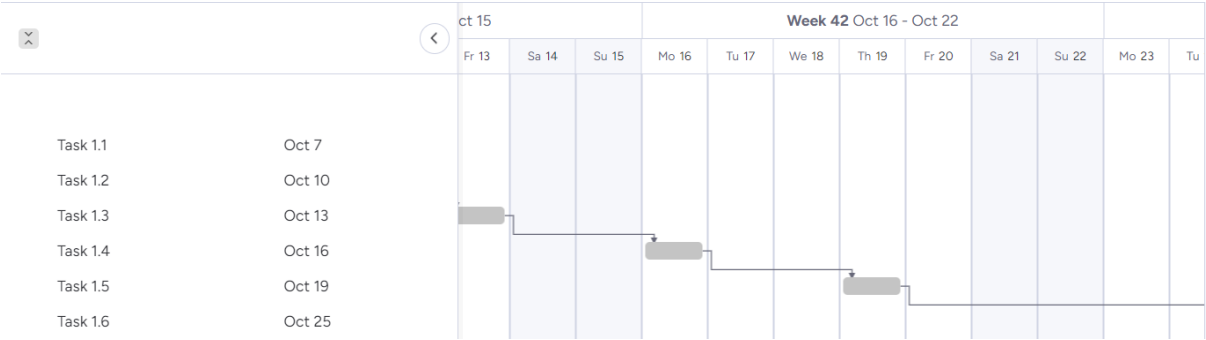 ct 15
Week 42 Oct 16 - Oct 22
Fr 13 Sa 14 Su 15 Mo 16 Tu 17 We 18 Th 19 Fr 20 Sa 21 Su 22 Mo 23 Tu
Task 1.1 Oct 7
Task 1.2 Oct 10
Task 1.3 Oct 13
Task 1.4 Oct 16
Task 1.5 Oct 19
Task 1.6 Oct 25